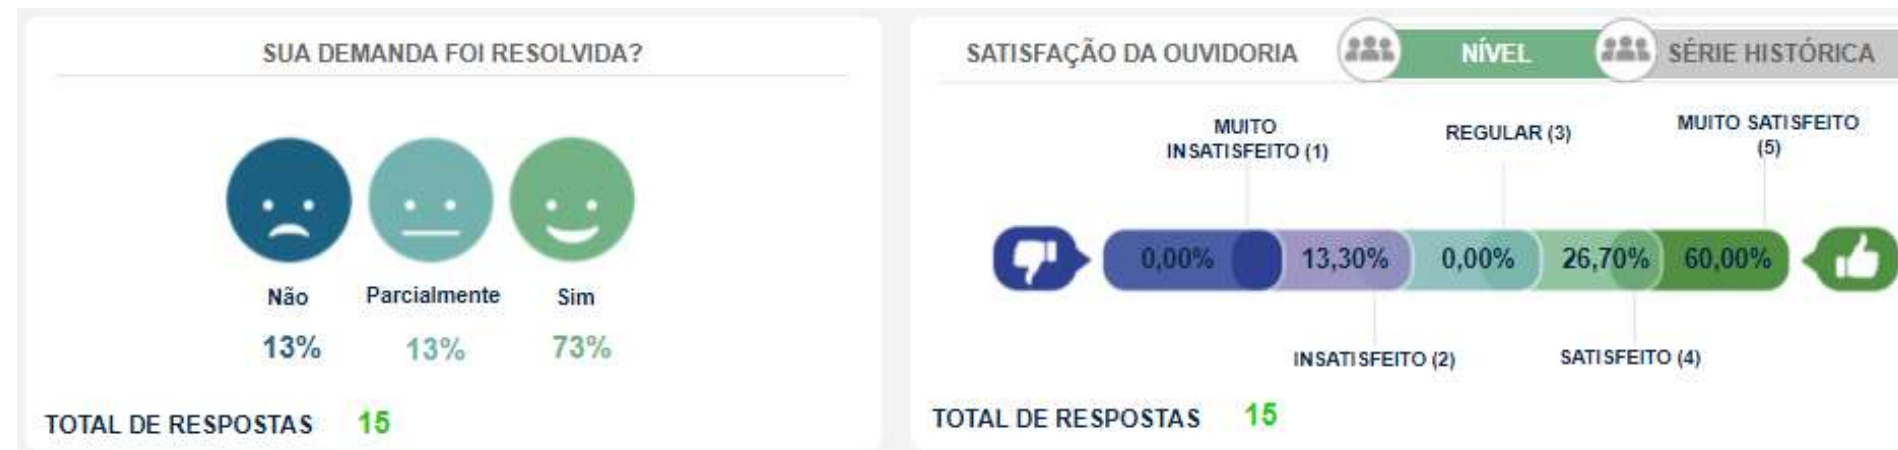 SUA DEMANDA FOI RESOLVIDA?
Não Parcialmente Sim
13% 13% 73%
TOTAL DE RESPOSTAS 15
SATISFAÇÃO DA OUVIDORIA NÍVEL SÉRIE HISTÓRICA
MUITO
INSATISFEITO (1)
REGULAR (3)
MUITO SATISFEITO
(5)
0,00% 13,30% 0,00% 26,70% 60,00%
INSATISFEITO (2) SATISFEITO (4)
TOTAL DE RESPOSTAS 15